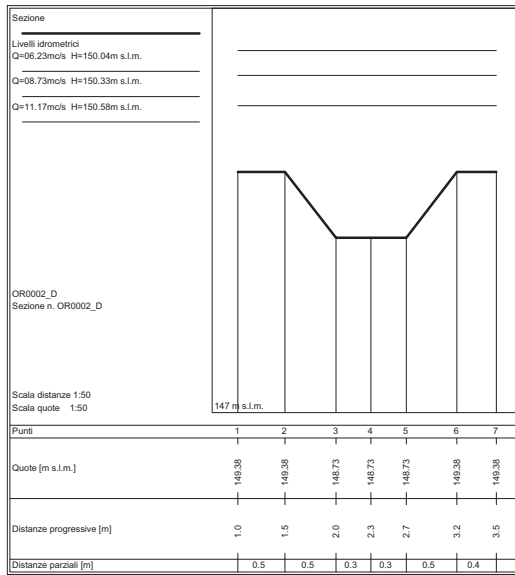 Sezione
Livelli idrometrici
Q=06.23mc/s H=150.04m s.l.m.
Q=08.73mc/s H=150.33m s.l.m.
Q=11.17mc/s H=150.58m s.l.m.
OR0002_D
Sezione n. OR0002_D
Scala distanze 1:50
Scala quote 1:50
147 m s.l.m.
Punti 1 2 3 4 5 6 7
Quote [m s.l.m.] 149.38 149.38 148.73 148.73 148.73 149.38 149.38
Distanze progressive [m] 1.0 1.5 2.0 2.3 2.7 3.2 3.5
Distanze parziali [m] 0.5 0.5 0.3 0.3 0.5 0.4